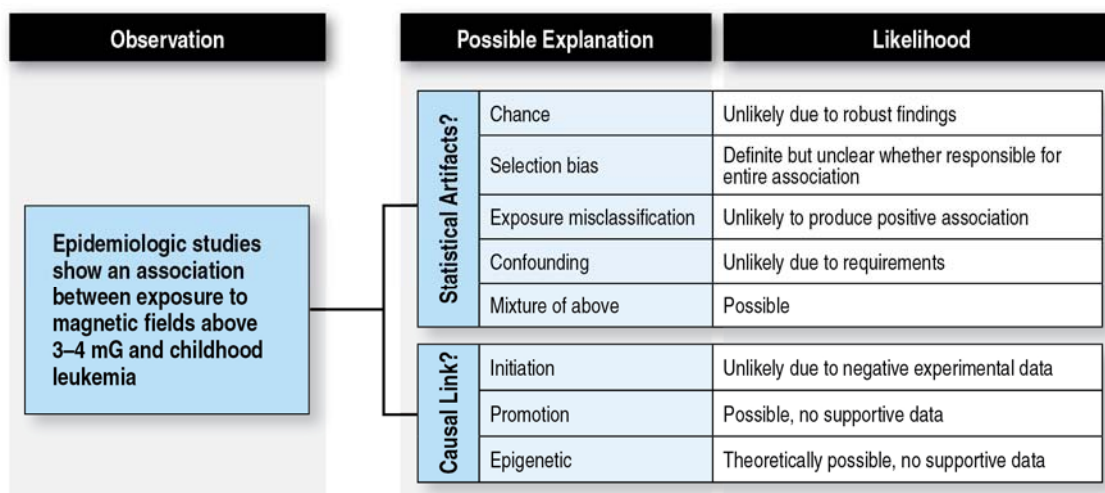 Observation
Possible Explanation
Likelihood
Epidemiologic studies
show an association
between exposure to
magnetic fields above
3–4 mG and childhood
leukemia
Statistical Artifacts?
Chance
Unlikely due to robust findings
Selection bias
Definite but unclear whether responsible for
entire association
Exposure misclassification
Unlikely to produce positive association
Confounding
Unlikely due to requirements
Mixture of above
Possible
Causal Link?
Initiation
Unlikely due to negative experimental data
Promotion
Possible, no supportive data
Epigenetic
Theoretically possible, no supportive data